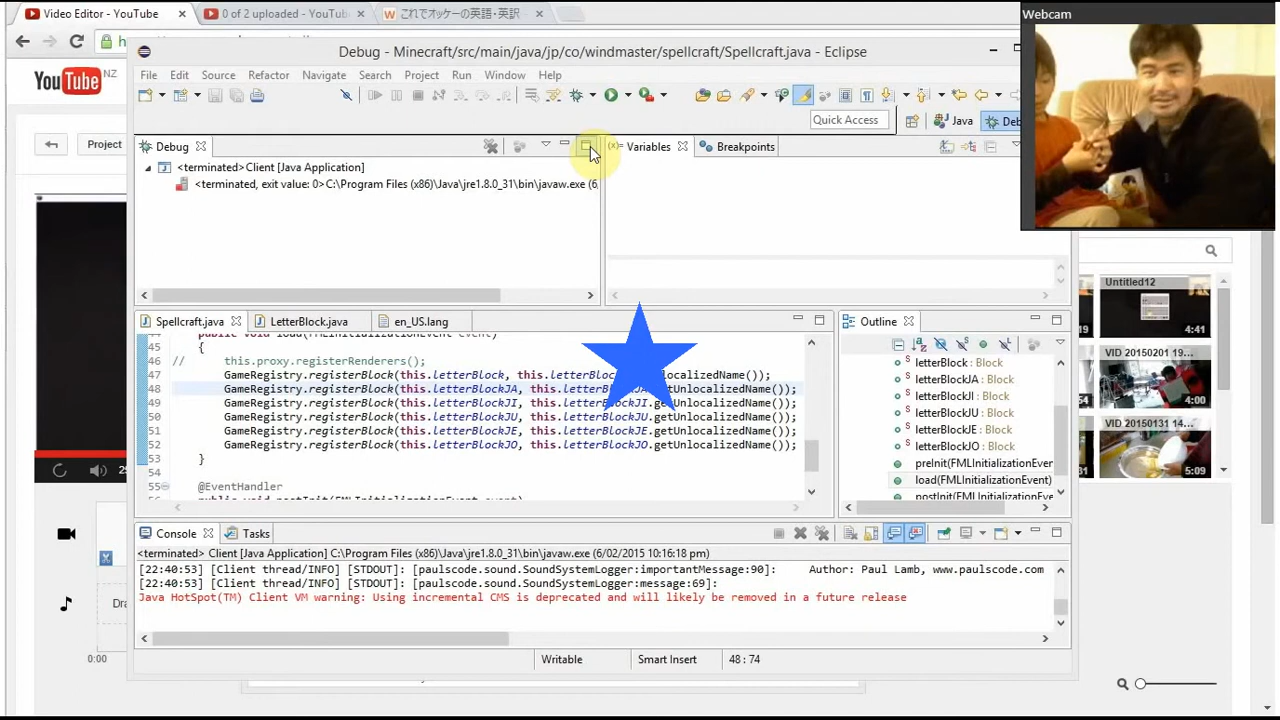 Video Editor - YouTube
0 of 2 uploaded - YouTube
これでオッケーの英語・英訳
Webcam
YouTube NZ
Debug - Minecraft/src/main/java/jp/co/windmaster/spellcraft/Spellcraft.java - Eclipse
File Edit Source Refactor Navigate Search Project Run Window Help
Quick Access
Java
Deb
Project
Debug
Variables
Breakpoints
<terminated>Client [Java Application]
<terminated, exit value: 0>C:\Program Files (x86)\Java\jre1.8.0_31\bin\javaw.exe (6/
Untitled12
4:41
VID 20150201 19...
4:00
VID 20150131 14...
5:09
Spellcraft.java
LetterBlock.java
en_US.lang
Outline
45 {
46 // this.proxy.registerRenderers();
47 GameRegistry.registerBlock(this.letterBlock, this.letterBlock.getUnlocalizedName());
48 GameRegistry.registerBlock(this.LetterBlockJA, this.LetterBlockJA.getUnlocalizedName());
49 GameRegistry.registerBlock(this.LetterBlockJI, this.LetterBlockJI.getUnlocalizedName());
50 GameRegistry.registerBlock(this.LetterBlockJU, this.LetterBlockJU.getUnlocalizedName());
51 GameRegistry.registerBlock(this.LetterBlockJE, this.LetterBlockJE.getUnlocalizedName());
52 GameRegistry.registerBlock(this.LetterBlockJO, this.LetterBlockJO.getUnlocalizedName());
53 }
54
55 @EventHandler
letterBlock : Block
letterBlockJA : Block
letterBlockJI : Block
letterBlockJU : Block
letterBlockJE : Block
letterBlockJO : Block
preInit(FMLInitializationEver
load(FMLInitializationEvent)
postInit(FMLInitializationEve
Console
Tasks
<terminated> Client [Java Application] C:\Program Files (x86)\Java\jre1.8.0_31\bin\javaw.exe (6/02/2015 10:16:18 pm)
[22:40:53] [Client thread/INFO] [STDOUT]: [paulscode.sound.SoundSystemLogger:importantMessage:90]: Author: Paul Lamb, www.paulscode.com
[22:40:53] [Client thread/INFO] [STDOUT]: [paulscode.sound.SoundSystemLogger:message:69]:
Java HotSpot(TM) Client VM warning: Using incremental CMS is deprecated and will likely be removed in a future release
Writable
Smart Insert
48 : 74
0:00